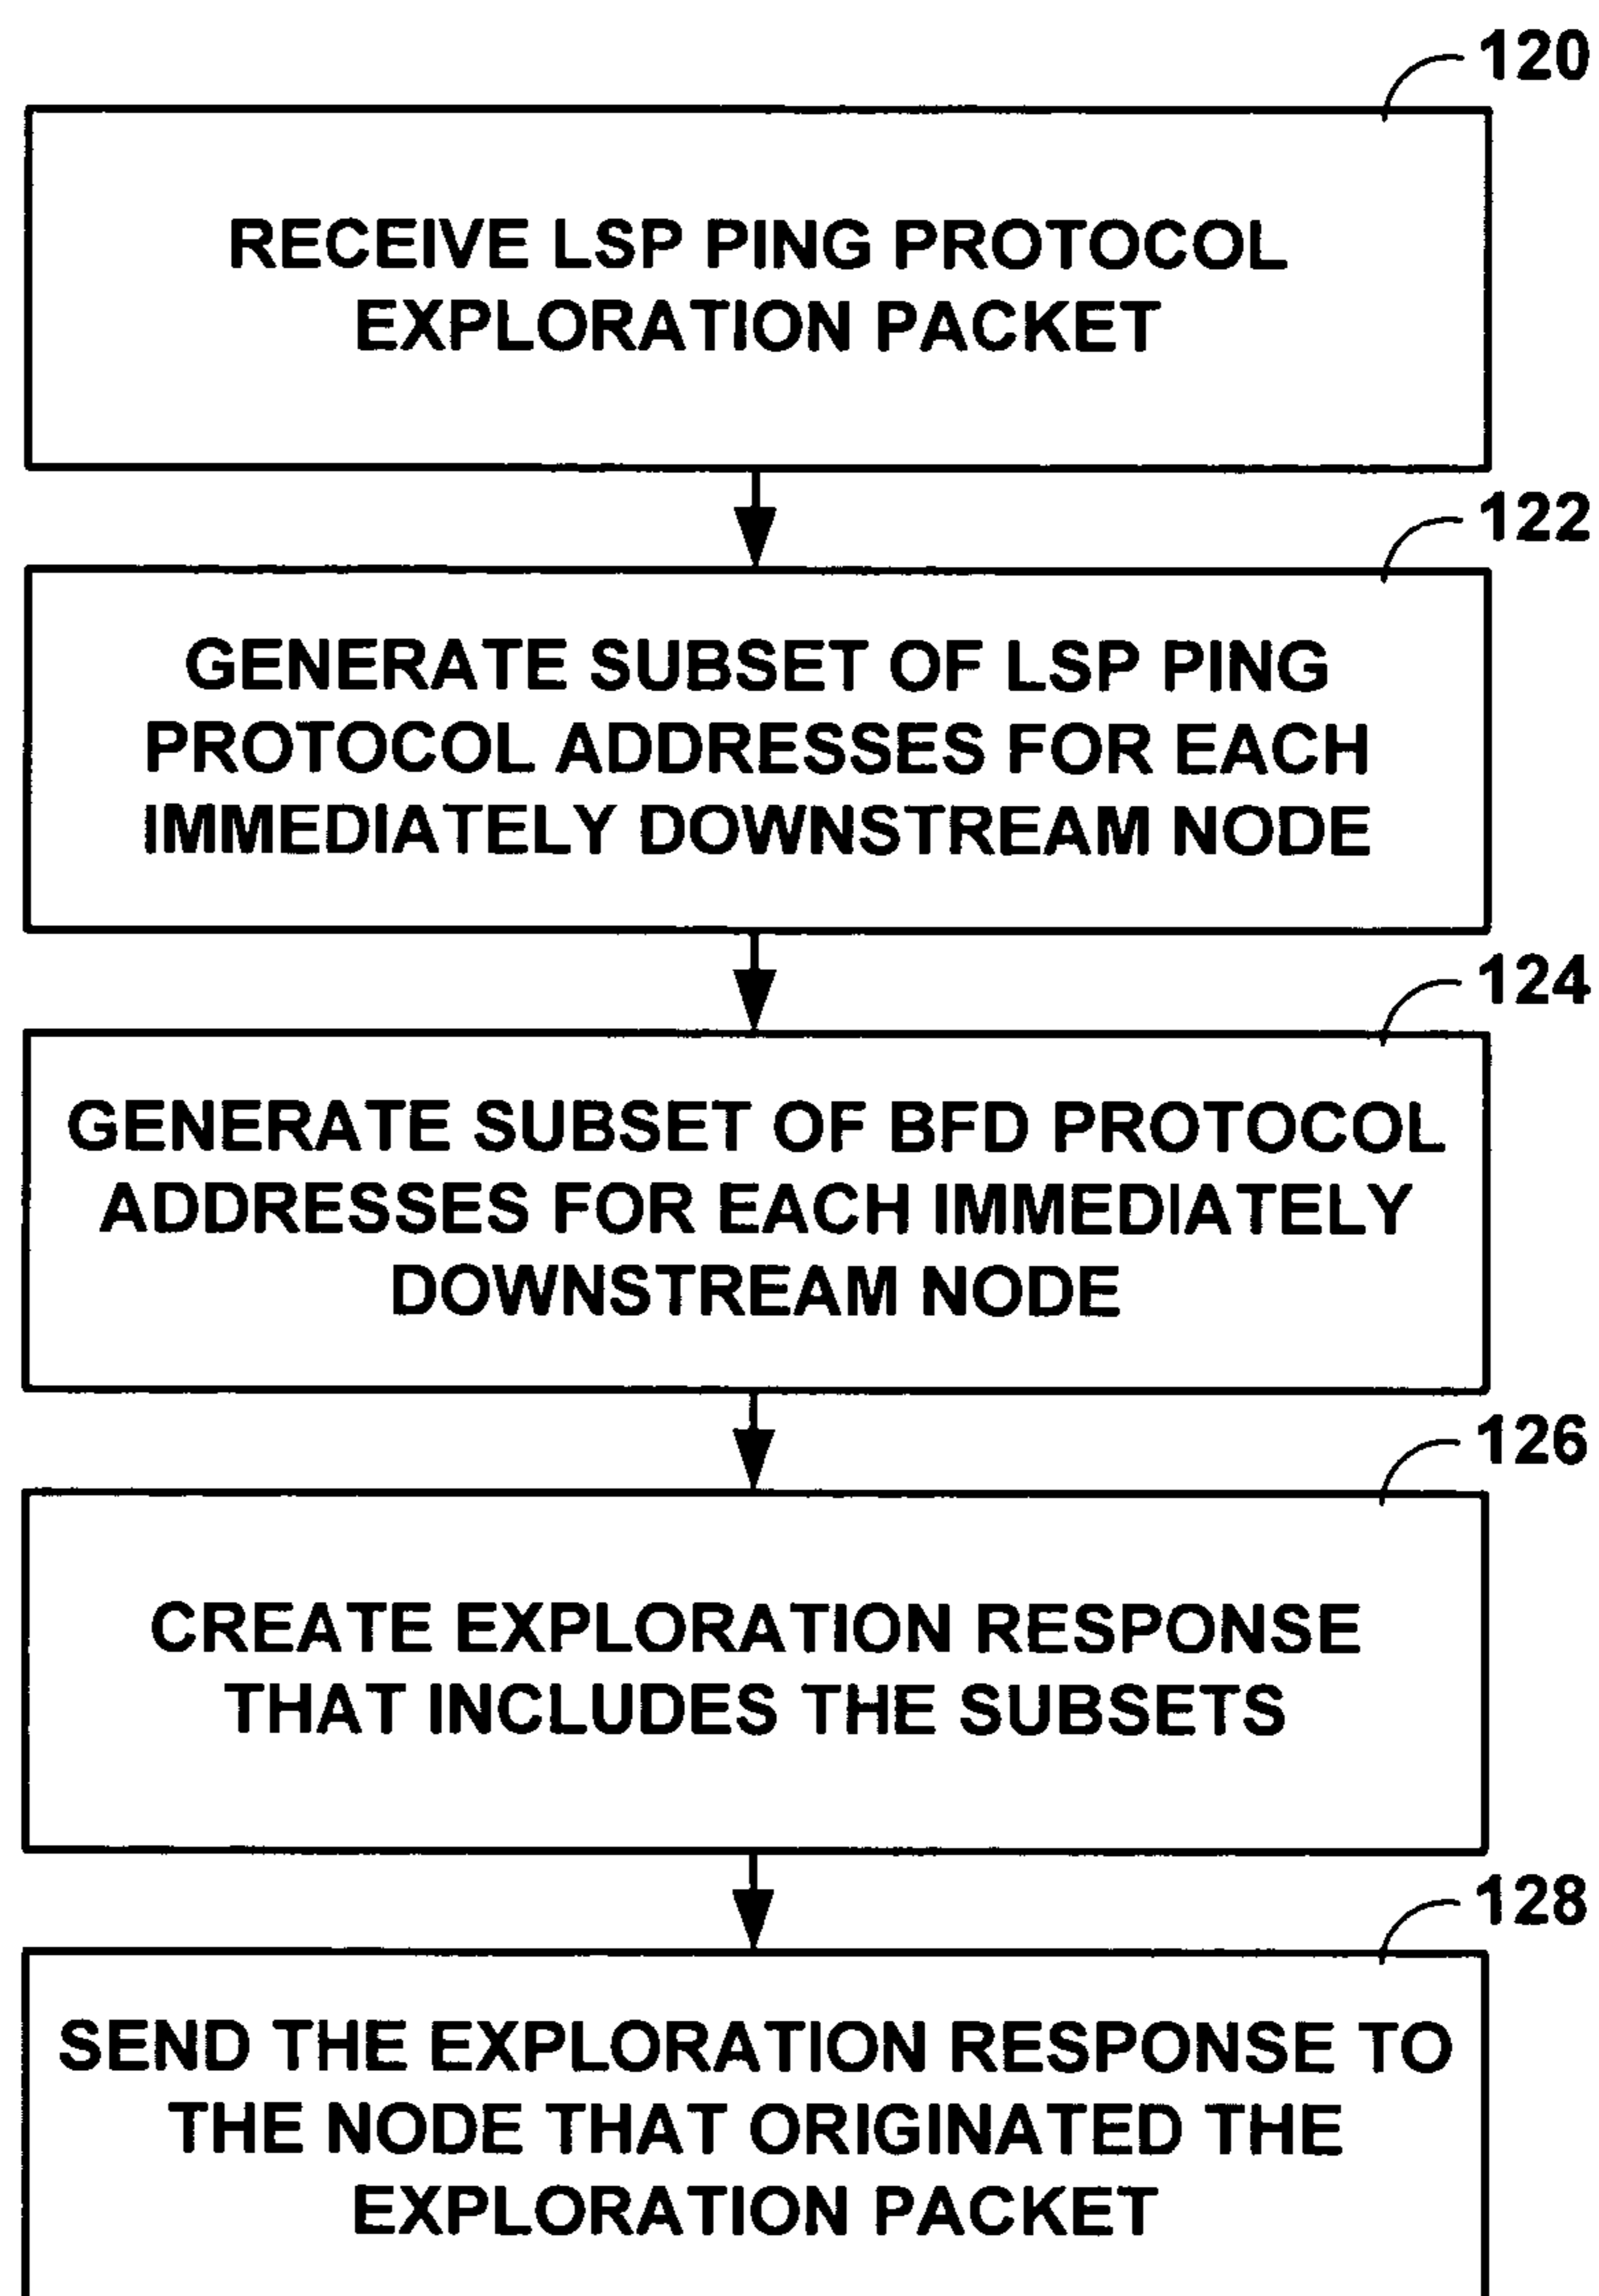 120
RECEIVE LSP PING PROTOCOL
EXPLORATION PACKET
122
GENERATE SUBSET OF LSP PING
PROTOCOL ADDRESSES FOR EACH
IMMEDIATELY DOWNSTREAM NODE
124
GENERATE SUBSET OF BFD PROTOCOL
ADDRESSES FOR EACH IMMEDIATELY
DOWNSTREAM NODE
126
CREATE EXPLORATION RESPONSE
THAT INCLUDES THE SUBSETS
128
SEND THE EXPLORATION RESPONSE TO
THE NODE THAT ORIGINATED THE
EXPLORATION PACKET